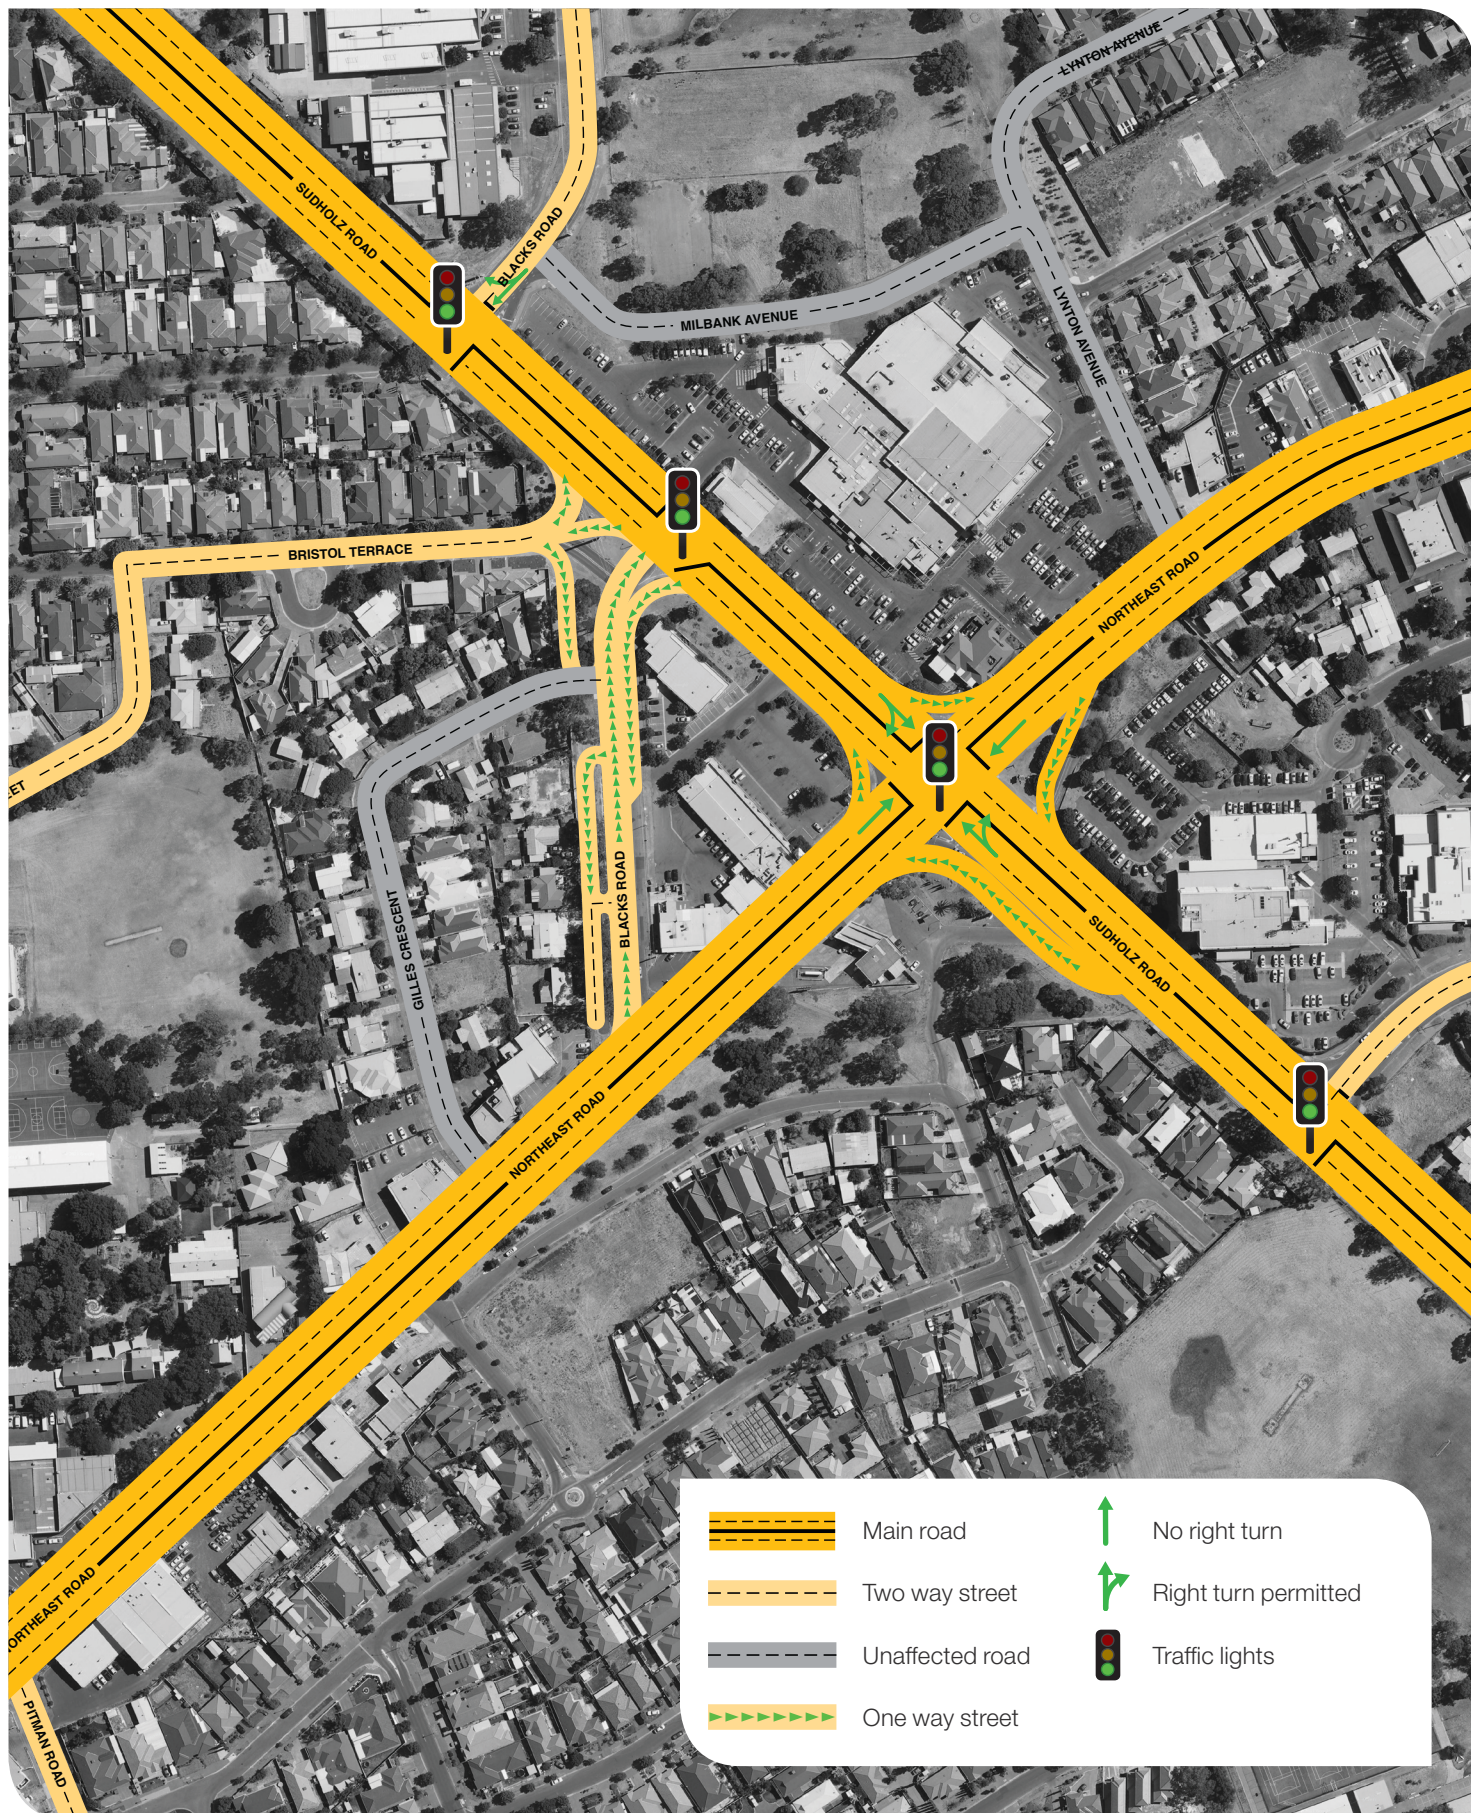 LYNTON AVENUE
SUDHOLZ ROAD
BLACKS ROAD
MILBANK AVENUE
LYNTON AVENUE
BRISTOL TERRACE
NORTHEAST ROAD
EET
BLACKS ROAD
GILLES CRESCENT
SUDHOLZ ROAD
NORTHEAST ROAD
ORTHEAST ROAD
PITMAN ROAD
Main road
Two way street
Unaffected road
One way street
No right turn
Right turn permitted
Traffic lights